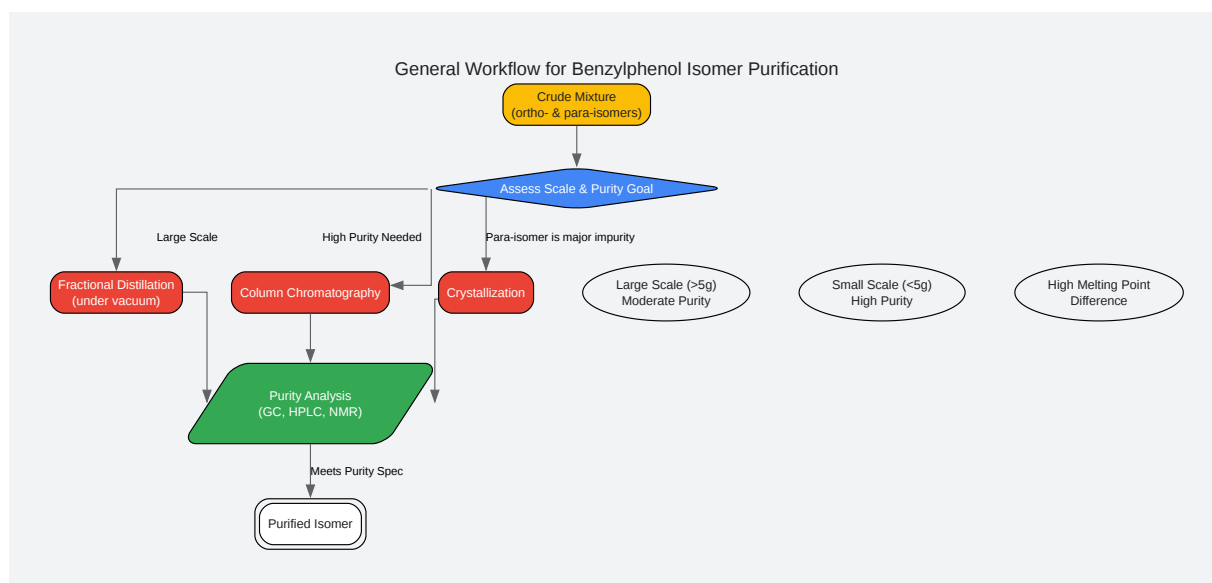 General Workflow for Benzylphenol Isomer Purification
Crude Mixture
(ortho- & para-isomers)
Assess Scale & Purity Goal
Large Scale
High Purity Needed
Para-isomer is major impurity
Fractional Distillation
(under vacuum)
Column Chromatography
Crystallization
Large Scale (>5g)
Moderate Purity
Small Scale (<5g)
High Purity
High Melting Point
Difference
Purity Analysis
(GC, HPLC, NMR)
Meets Purity Spec
Purified Isomer